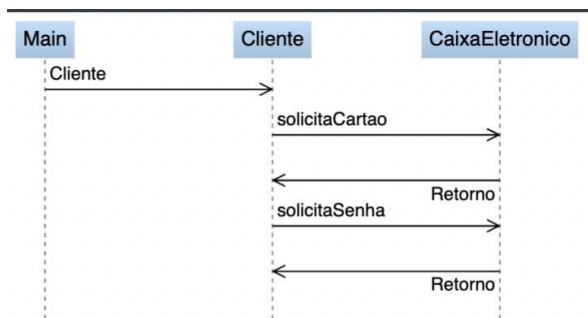 Main
Cliente
CaixaEletronico
Cliente
solicitaCartao
Retorno
solicitaSenha
Retorno